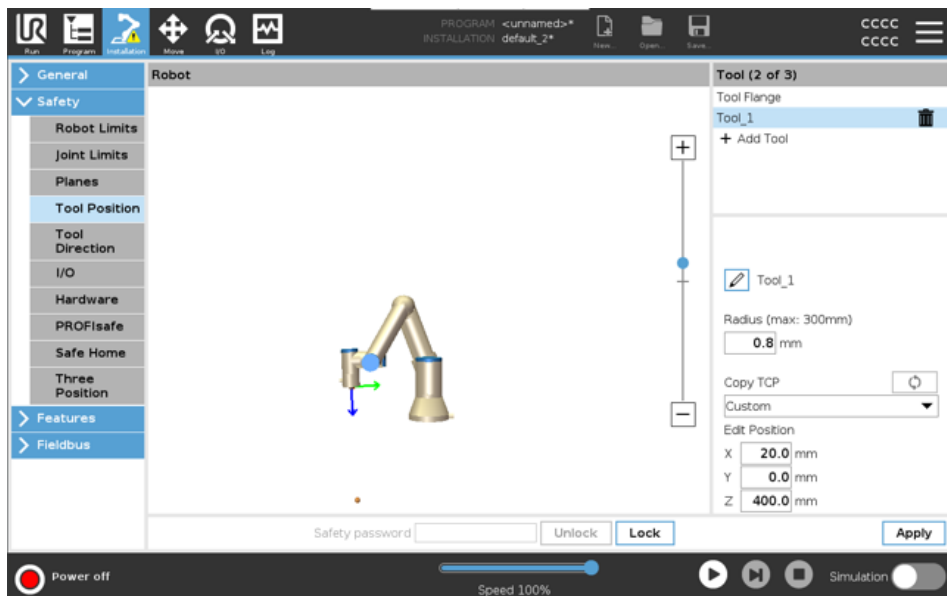 UR
PROGRAM <unnamed>*
INSTALLATION default_2*
CCCC
CCCC
Run
Program
Installation
Move
I/O
Log
New...
Open...
Save...
General
Safety
Robot Limits
Joint Limits
Planes
Tool Position
Tool
Direction
I/O
Hardware
PROFIsafe
Safe Home
Three
Position
Features
Fieldbus
Robot
Tool (2 of 3)
Tool Flange
Tool_1
+ Add Tool
Tool_1
Radius (max: 300mm)
0.8 mm
Copy TCP
Custom
Edit Position
X 20.0 mm
Y 0.0 mm
Z 400.0 mm
Safety password
Unlock
Lock
Apply
Power off
Speed 100%
Simulation